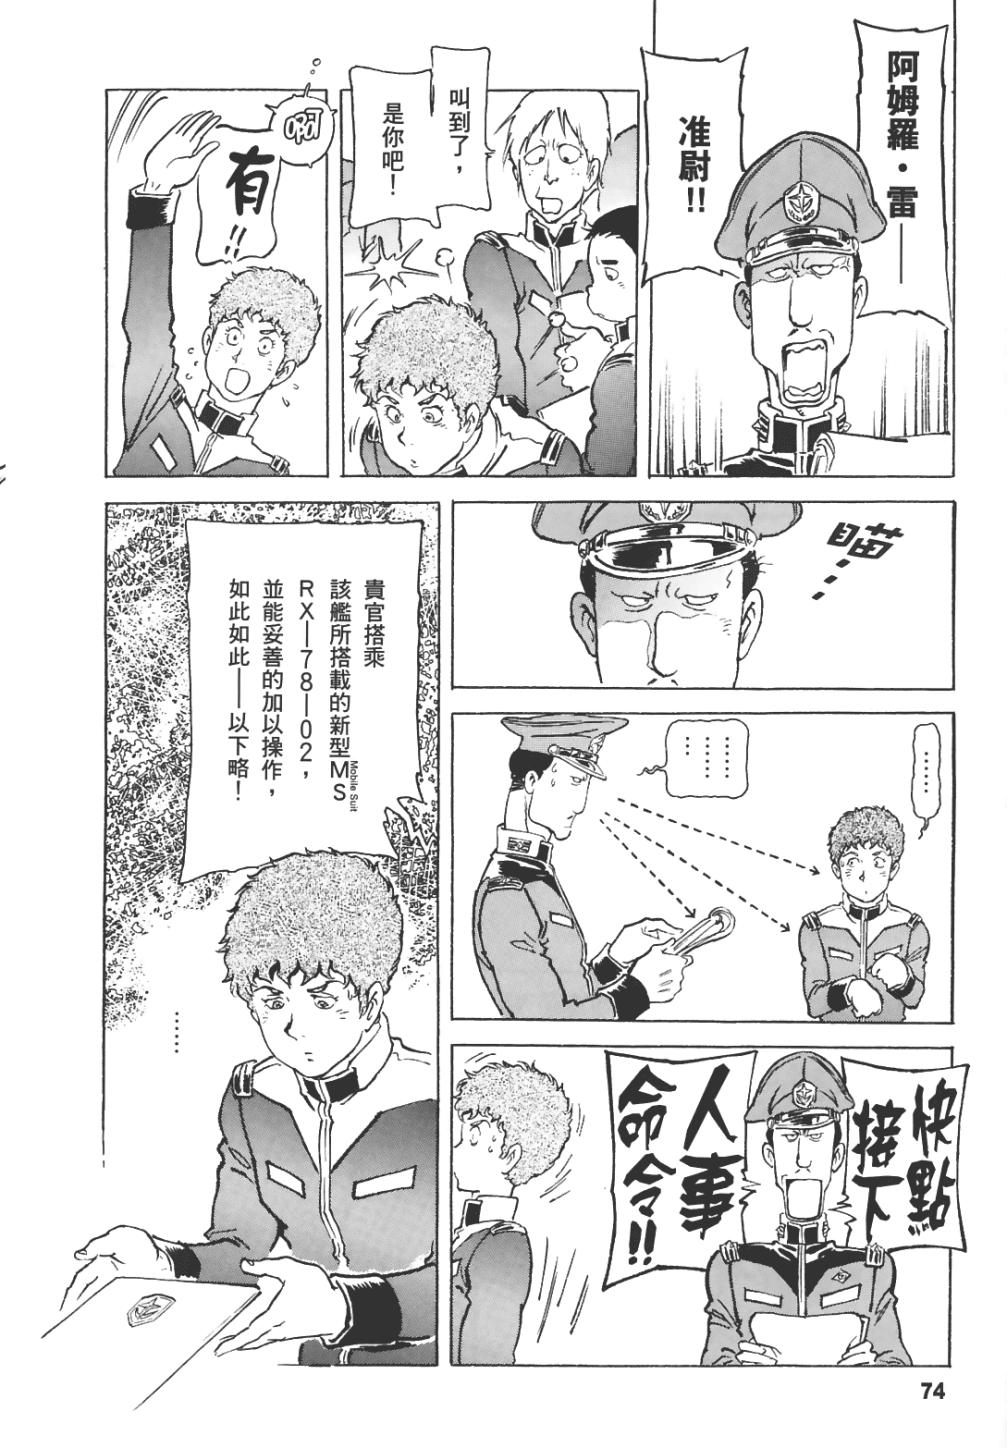 阿姆羅・雷——
准尉!!
叫到了，
是你吧！
有!!
瞄‥‥
………
…………
…………
快點
接下
人事
命令!!
貴官搭乘
該艦所搭載的新型MS
Mobile Suit
RX—78—02，
並能妥善的加以操作，
如此如此——以下略！
……
74